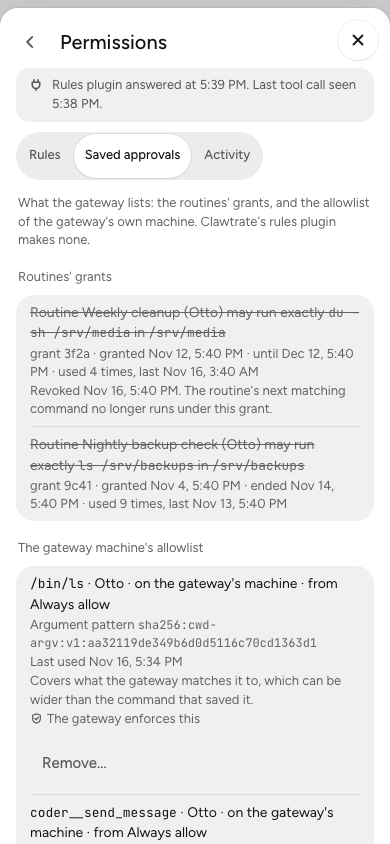 Permissions
Rules plugin answered at 5:39 PM. Last tool call seen
5:38 PM.
Rules
Saved approvals
Activity
What the gateway lists: the routines' grants, and the allowlist
of the gateway's own machine. Clawtrate's rules plugin
makes none.
Routines' grants
Routine Weekly cleanup (Otto) may run exactly du -
sh /srv/media in /srv/media
grant 3f2a · granted Nov 12, 5:40 PM · until Dec 12, 5:40
PM · used 4 times, last Nov 16, 3:40 AM
Revoked Nov 16, 5:40 PM. The routine's next matching
command no longer runs under this grant.
Routine Nightly backup check (Otto) may run
exactly ls /srv/backups in /srv/backups
grant 9c41 · granted Nov 4, 5:40 PM · ended Nov 14,
5:40 PM · used 9 times, last Nov 13, 5:40 PM
The gateway machine's allowlist
/bin/ls · Otto · on the gateway's machine · from
Always allow
Argument pattern sha256:cwd-
argv:v1:aa32119de349b6d0d5116c70cd1363d1
Last used Nov 16, 5:34 PM
Covers what the gateway matches it to, which can be
wider than the command that saved it.
The gateway enforces this
Remove…
coder__send_message · Otto · on the gateway's
machine · from Always allow